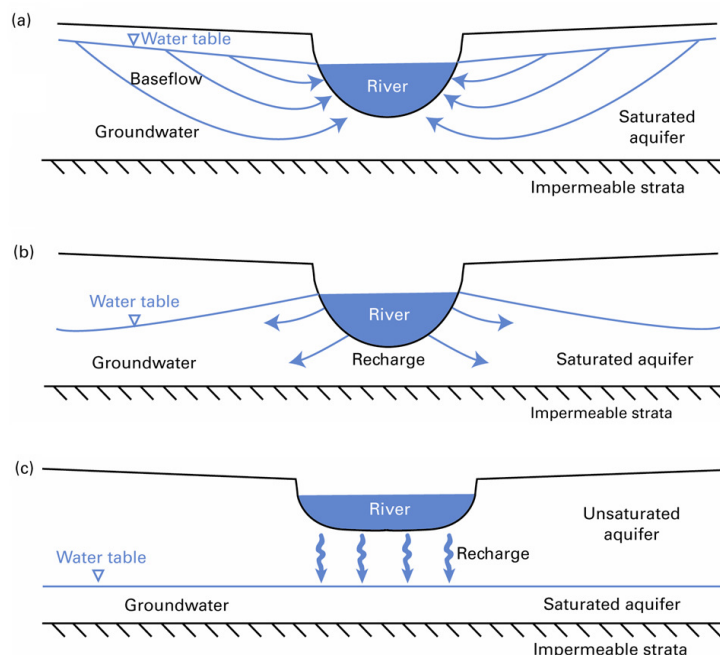 (a)
Water table
Baseflow
River
Groundwater
Saturated
aquifer
Impermeable strata
(b)
Water table
River
Groundwater
Recharge
Saturated aquifer
Impermeable strata
(c)
River
Unsaturated
aquifer
Water table
Recharge
Groundwater
Saturated aquifer
Impermeable strata